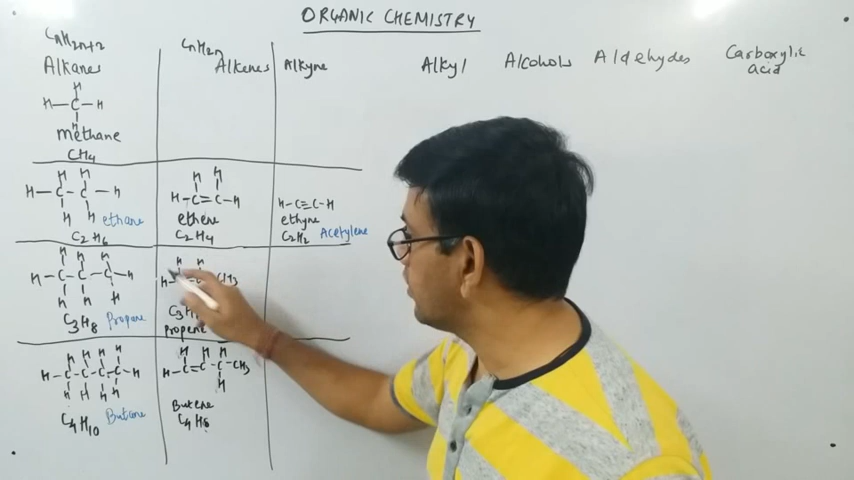 ORGANIC CHEMISTRY
CnH2n+2
CnH2n
Alkanes
Alkenes
Alkyne
Alkyl
Alcohols
Aldehydes
Carboxylic
acid
H
H-C-H
H
methane
CH4
H H
H-C-C-H
H H
ethane
C2H6
H H
H-C=C-H
ethene
C2H4
H-C≡C-H
ethyne
C2H2 Acetylene
H H H
H-C-C-C-H
H H H
C3H8 Propane
H H
H
CH3
propene
H H H H
H-C-C-C-C-H
H H H H
C4H10 Butane
H H H
H-C=C-C-CH3
H
Butene
C4H8